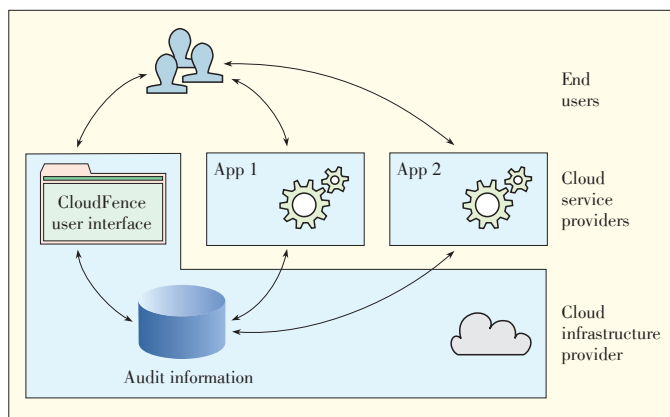 End
users
CloudFence
user interface
App 1
App 2
Cloud
service
providers
Audit information
Cloud
infrastructure
provider